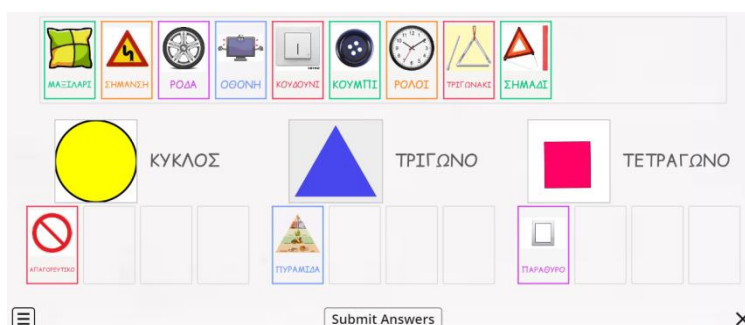 ΜΑΞΙΛΑΡΙ ΣΗΜΑΝΣΗ ΡΟΔΑ ΟΘΟΝΗ ΚΟΥΔΟΥΝΙ ΚΟΥΜΠΙ ΡΟΛΟΙ ΤΡΙΓΩΝΑΚΙ ΣΗΜΑΔΙ
ΚΥΚΛΟΣ ΤΡΙΓΩΝΟ ΤΕΤΡΑΓΩΝΟ
ΑΠΑΓΟΡΕΥΤΙΚΟ ΠΥΡΑΜΙΔΑ ΠΑΡΑΘΥΡΟ
Submit Answers